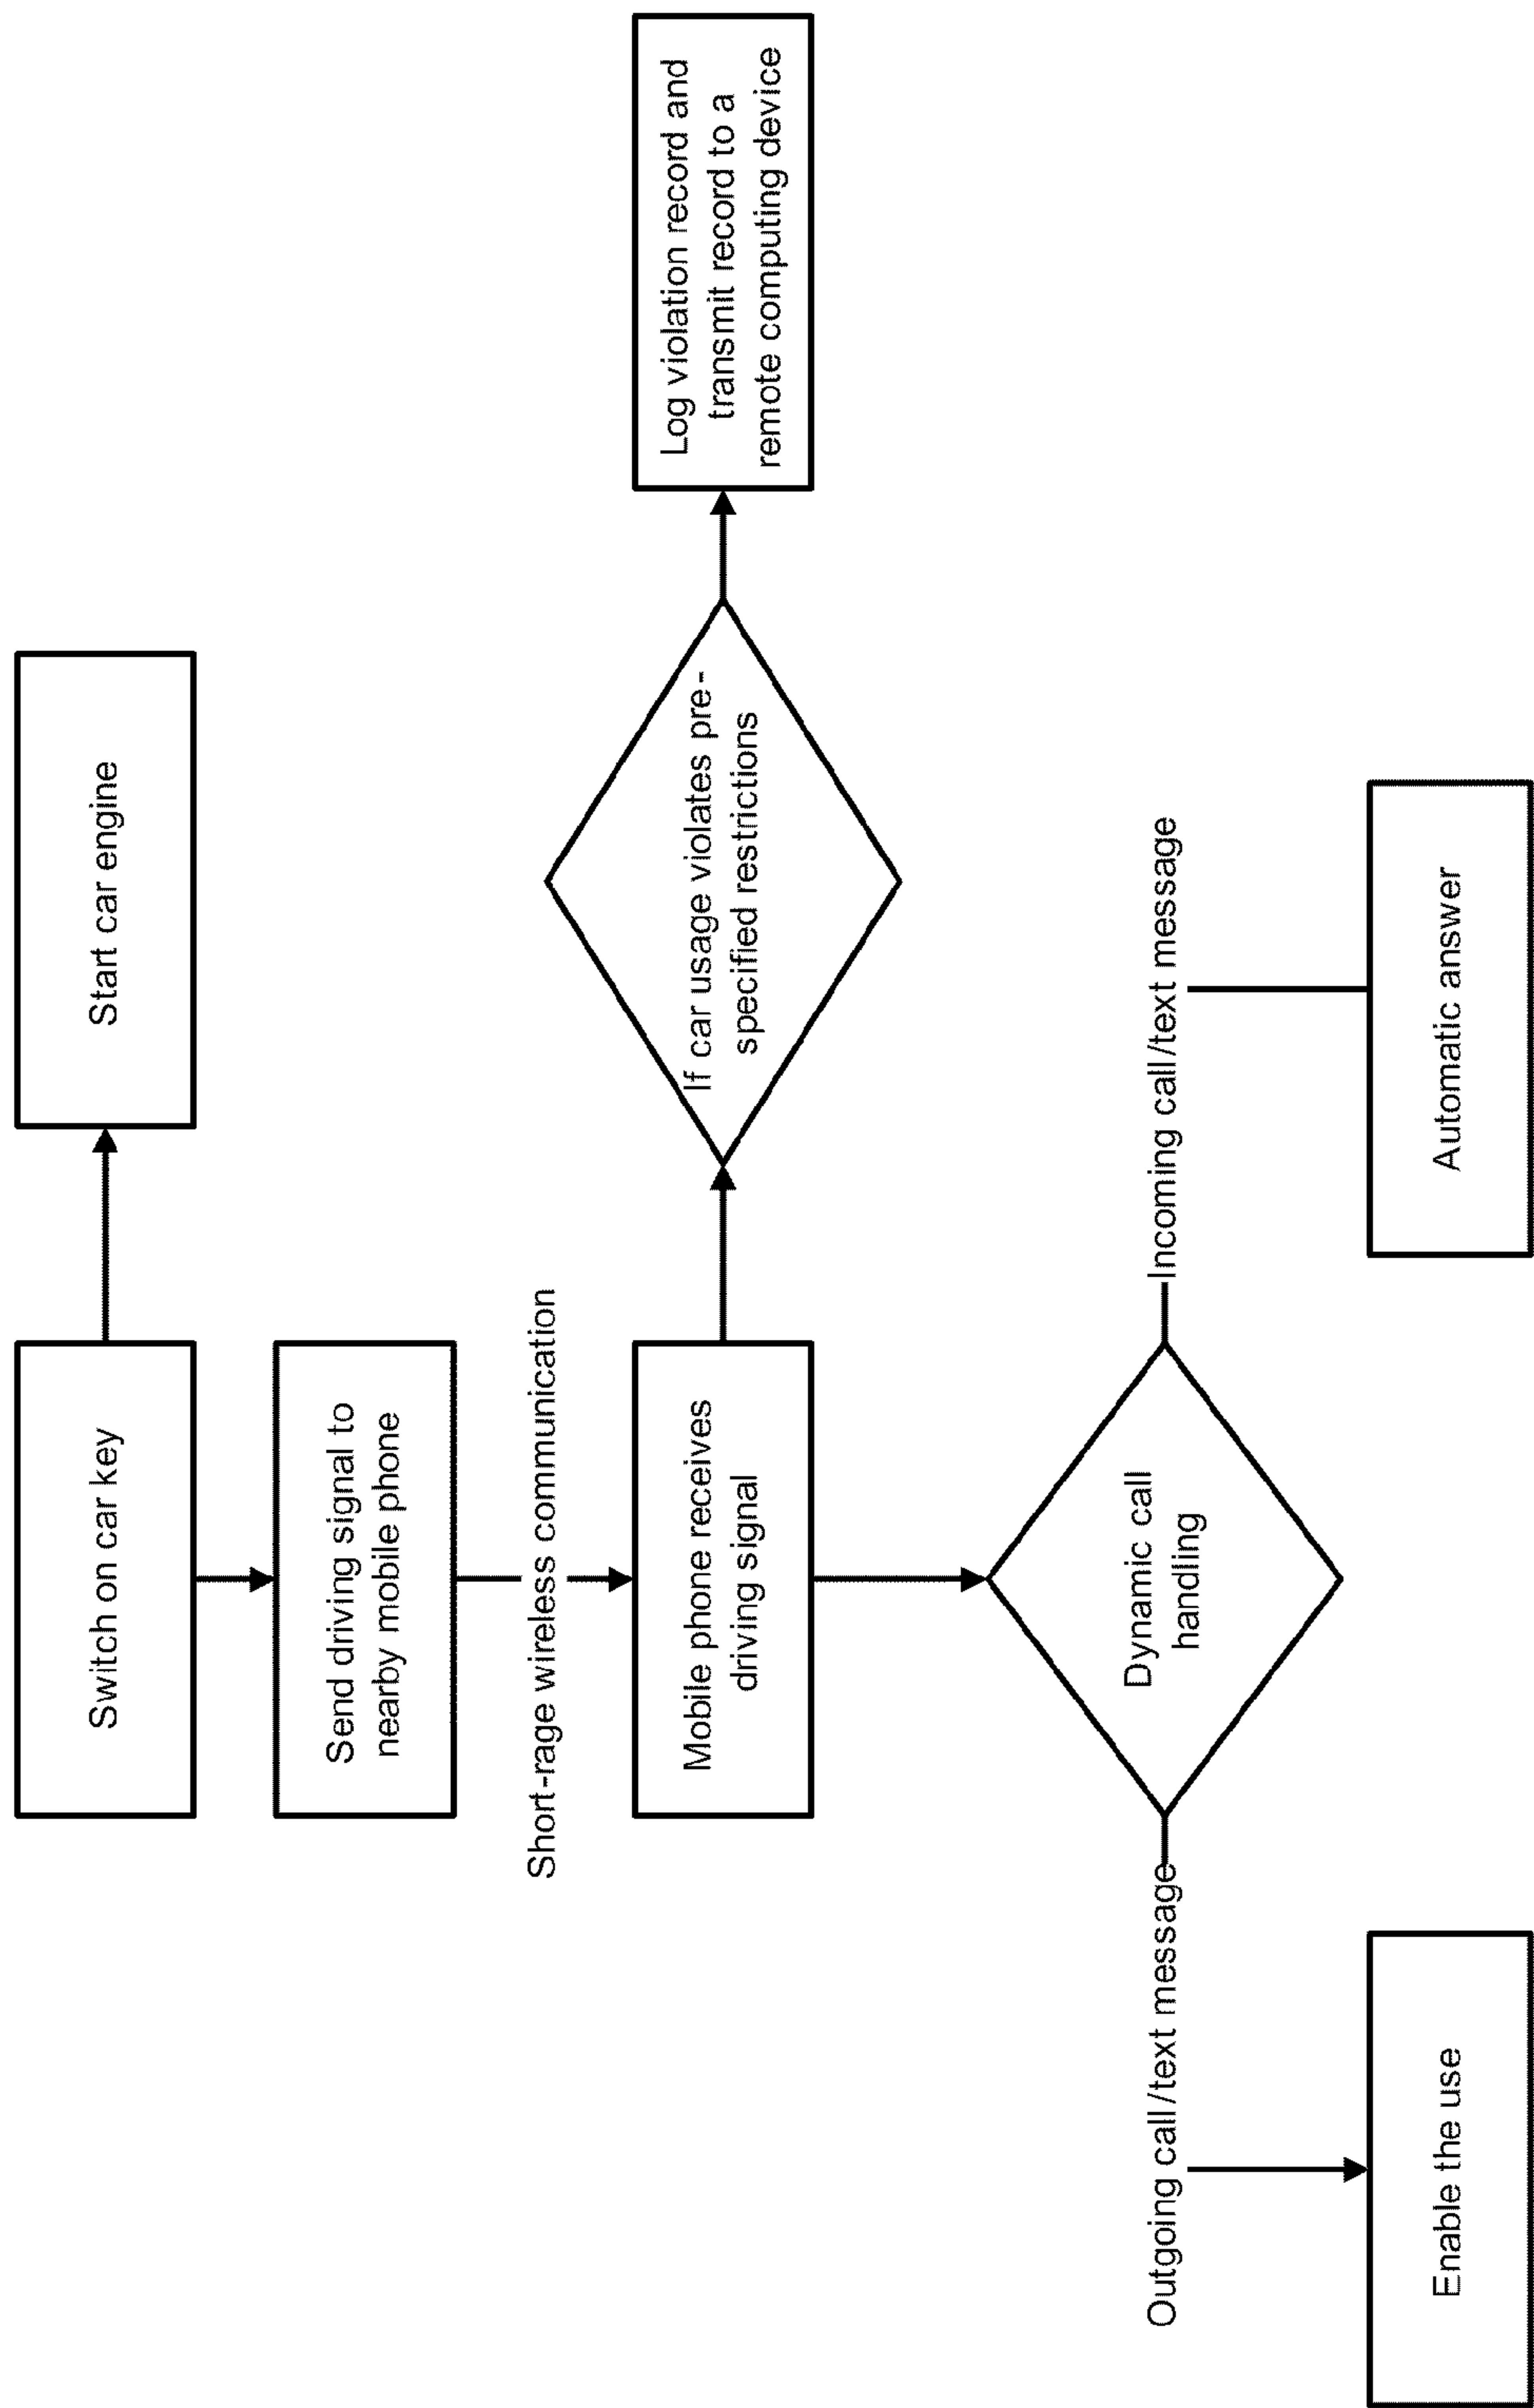 Switch on car key
Start car engine
Send driving signal to
nearby mobile phone
Short-rage wireless communication
Mobile phone receives
driving signal
If car usage violates pre-
specified restrictions
Log violation record and
transmit record to a
remote computing device
Dynamic call
handling
Outgoing call/text message
Incoming call/text message
Enable the use
Automatic answer